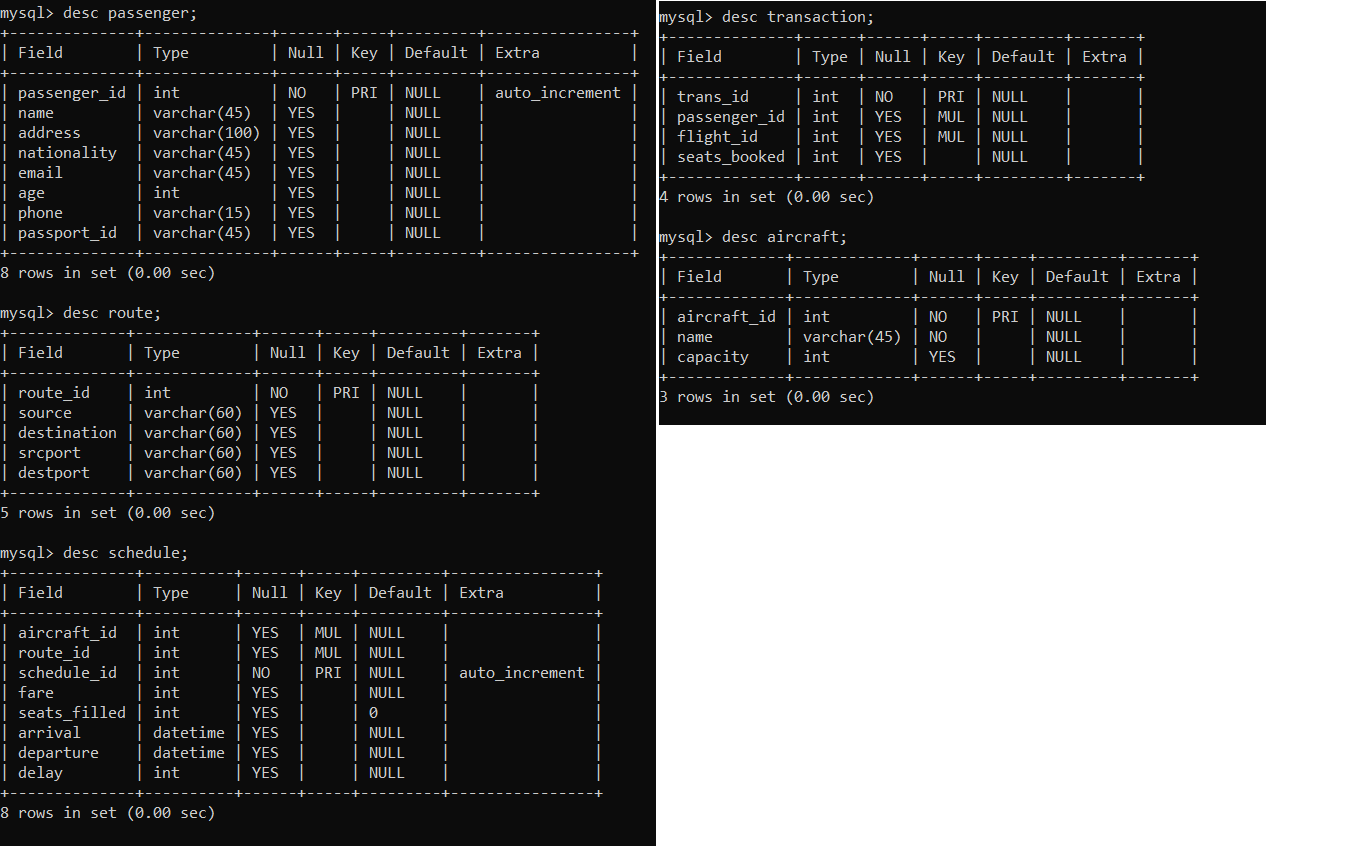 mysql> desc passenger;
+--------------+--------------+------+-----+---------+----------------+
| Field        | Type         | Null | Key | Default | Extra          |
+--------------+--------------+------+-----+---------+----------------+
| passenger_id | int          | NO   | PRI | NULL    | auto_increment |
| name         | varchar(45)  | YES  |     | NULL    |                |
| address      | varchar(100) | YES  |     | NULL    |                |
| nationality  | varchar(45)  | YES  |     | NULL    |                |
| email        | varchar(45)  | YES  |     | NULL    |                |
| age          | int          | YES  |     | NULL    |                |
| phone        | varchar(15)  | YES  |     | NULL    |                |
| passport_id  | varchar(45)  | YES  |     | NULL    |                |
+--------------+--------------+------+-----+---------+----------------+
8 rows in set (0.00 sec)

mysql> desc route;
+-------------+-------------+------+-----+---------+-------+
| Field       | Type        | Null | Key | Default | Extra |
+-------------+-------------+------+-----+---------+-------+
| route_id    | int         | NO   | PRI | NULL    |       |
| source      | varchar(60) | YES  |     | NULL    |       |
| destination | varchar(60) | YES  |     | NULL    |       |
| srcport     | varchar(60) | YES  |     | NULL    |       |
| destport    | varchar(60) | YES  |     | NULL    |       |
+-------------+-------------+------+-----+---------+-------+
5 rows in set (0.00 sec)

mysql> desc schedule;
+--------------+----------+------+-----+---------+----------------+
| Field        | Type     | Null | Key | Default | Extra          |
+--------------+----------+------+-----+---------+----------------+
| aircraft_id  | int      | YES  | MUL | NULL    |                |
| route_id     | int      | YES  | MUL | NULL    |                |
| schedule_id  | int      | NO   | PRI | NULL    | auto_increment |
| fare         | int      | YES  |     | NULL    |                |
| seats_filled | int      | YES  |     | 0       |                |
| arrival      | datetime | YES  |     | NULL    |                |
| departure    | datetime | YES  |     | NULL    |                |
| delay        | int      | YES  |     | NULL    |                |
+--------------+----------+------+-----+---------+----------------+
8 rows in set (0.00 sec)

mysql> desc transaction;
+--------------+------+------+-----+---------+-------+
| Field        | Type | Null | Key | Default | Extra |
+--------------+------+------+-----+---------+-------+
| trans_id     | int  | NO   | PRI | NULL    |       |
| passenger_id | int  | YES  | MUL | NULL    |       |
| flight_id    | int  | YES  | MUL | NULL    |       |
| seats_booked | int  | YES  |     | NULL    |       |
+--------------+------+------+-----+---------+-------+
4 rows in set (0.00 sec)

mysql> desc aircraft;
+-------------+-------------+------+-----+---------+-------+
| Field       | Type        | Null | Key | Default | Extra |
+-------------+-------------+------+-----+---------+-------+
| aircraft_id | int         | NO   | PRI | NULL    |       |
| name        | varchar(45) | NO   |     | NULL    |       |
| capacity    | int         | YES  |     | NULL    |       |
+-------------+-------------+------+-----+---------+-------+
3 rows in set (0.00 sec)